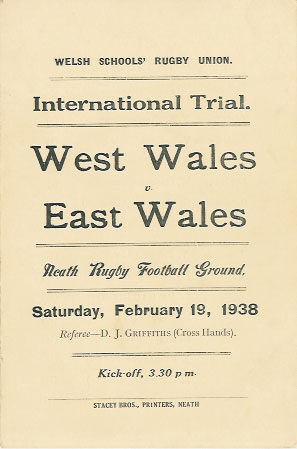 WELSH SCHOOLS' RUGBY UNION.
International Trial.
West Wales
v.
East Wales
Neath Rugby Football Ground,
Saturday, February 19, 1938
Referee—D. J. GRIFFITHS (Cross Hands).
Kick-off, 3.30 p m.
STACEY BROS., PRINTERS, NEATH